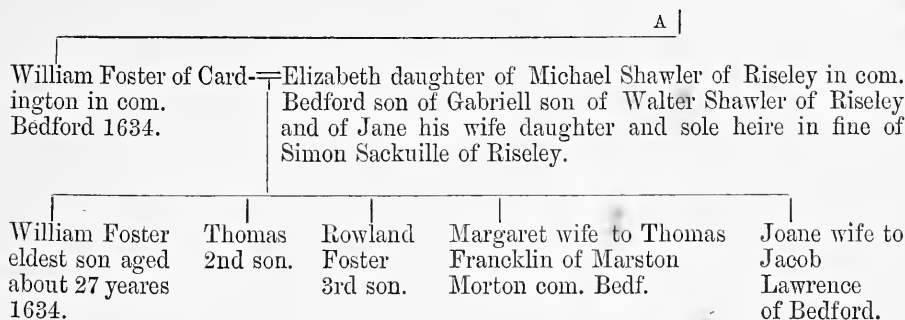 A
William Foster of Card-
ington in com.
Bedford 1634.
Elizabeth daughter of Michael Shawler of Riseley in com.
Bedford son of Gabriell son of Walter Shawler of Riseley
and of Jane his wife daughter and sole heire in fine of
Simon Sackuille of Riseley.
William Foster
eldest son aged
about 27 yeares
1634.
Thomas
2nd son.
Rowland
Foster
3rd son.
Margaret wife to Thomas
Francklin of Marston
Morton com. Bedf.
Joane wife to
Jacob
Lawrence
of Bedford.